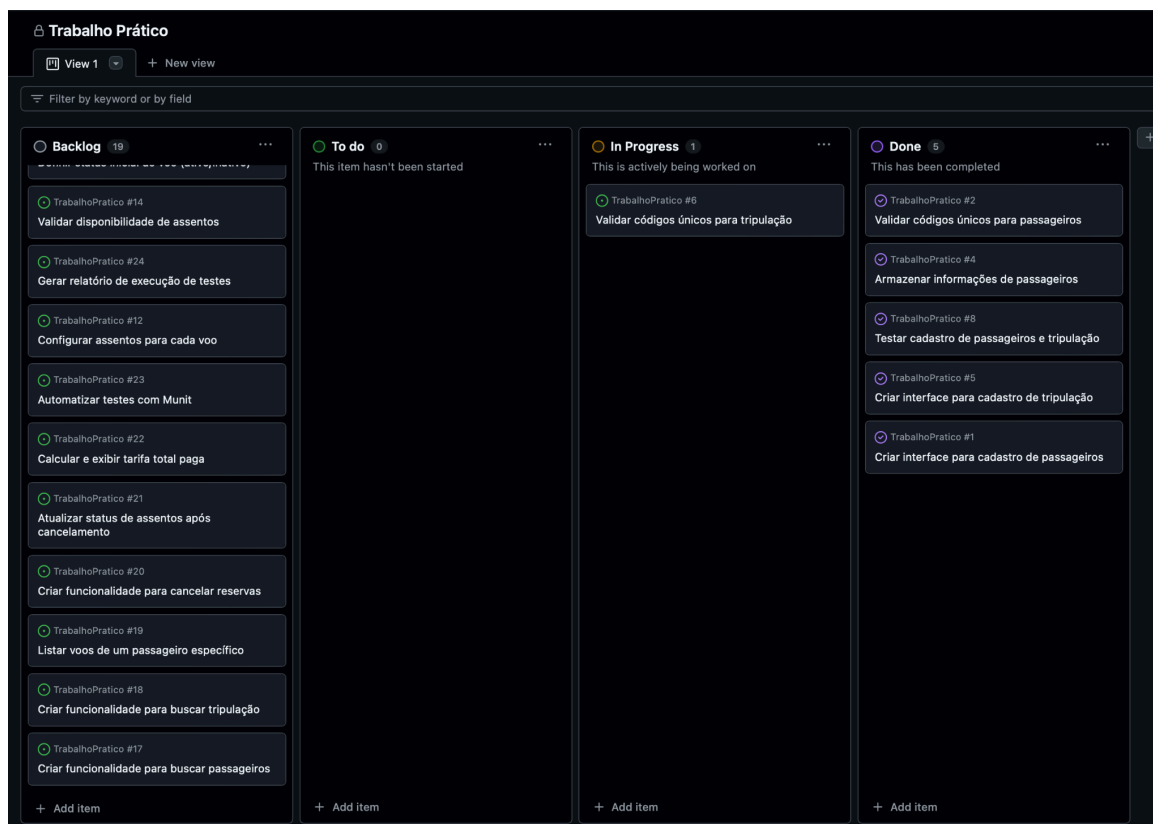 Trabalho Prático
View 1
+ New view
Filter by keyword or by field
Backlog 19 ...
TrabalhoPratico #14
Validar disponibilidade de assentos
TrabalhoPratico #24
Gerar relatório de execução de testes
TrabalhoPratico #12
Configurar assentos para cada voo
TrabalhoPratico #23
Automatizar testes com Munit
TrabalhoPratico #22
Calcular e exibir tarifa total paga
TrabalhoPratico #21
Atualizar status de assentos após
cancelamento
TrabalhoPratico #20
Criar funcionalidade para cancelar reservas
TrabalhoPratico #19
Listar voos de um passageiro específico
TrabalhoPratico #18
Criar funcionalidade para buscar tripulação
TrabalhoPratico #17
Criar funcionalidade para buscar passageiros
+ Add item
To do 0 ...
This item hasn't been started
+ Add item
In Progress 1 ...
This is actively being worked on
TrabalhoPratico #6
Validar códigos únicos para tripulação
+ Add item
Done 5 ...
This has been completed
TrabalhoPratico #2
Validar códigos únicos para passageiros
TrabalhoPratico #4
Armazenar informações de passageiros
TrabalhoPratico #8
Testar cadastro de passageiros e tripulação
TrabalhoPratico #5
Criar interface para cadastro de tripulação
TrabalhoPratico #1
Criar interface para cadastro de passageiros
+ Add item
+